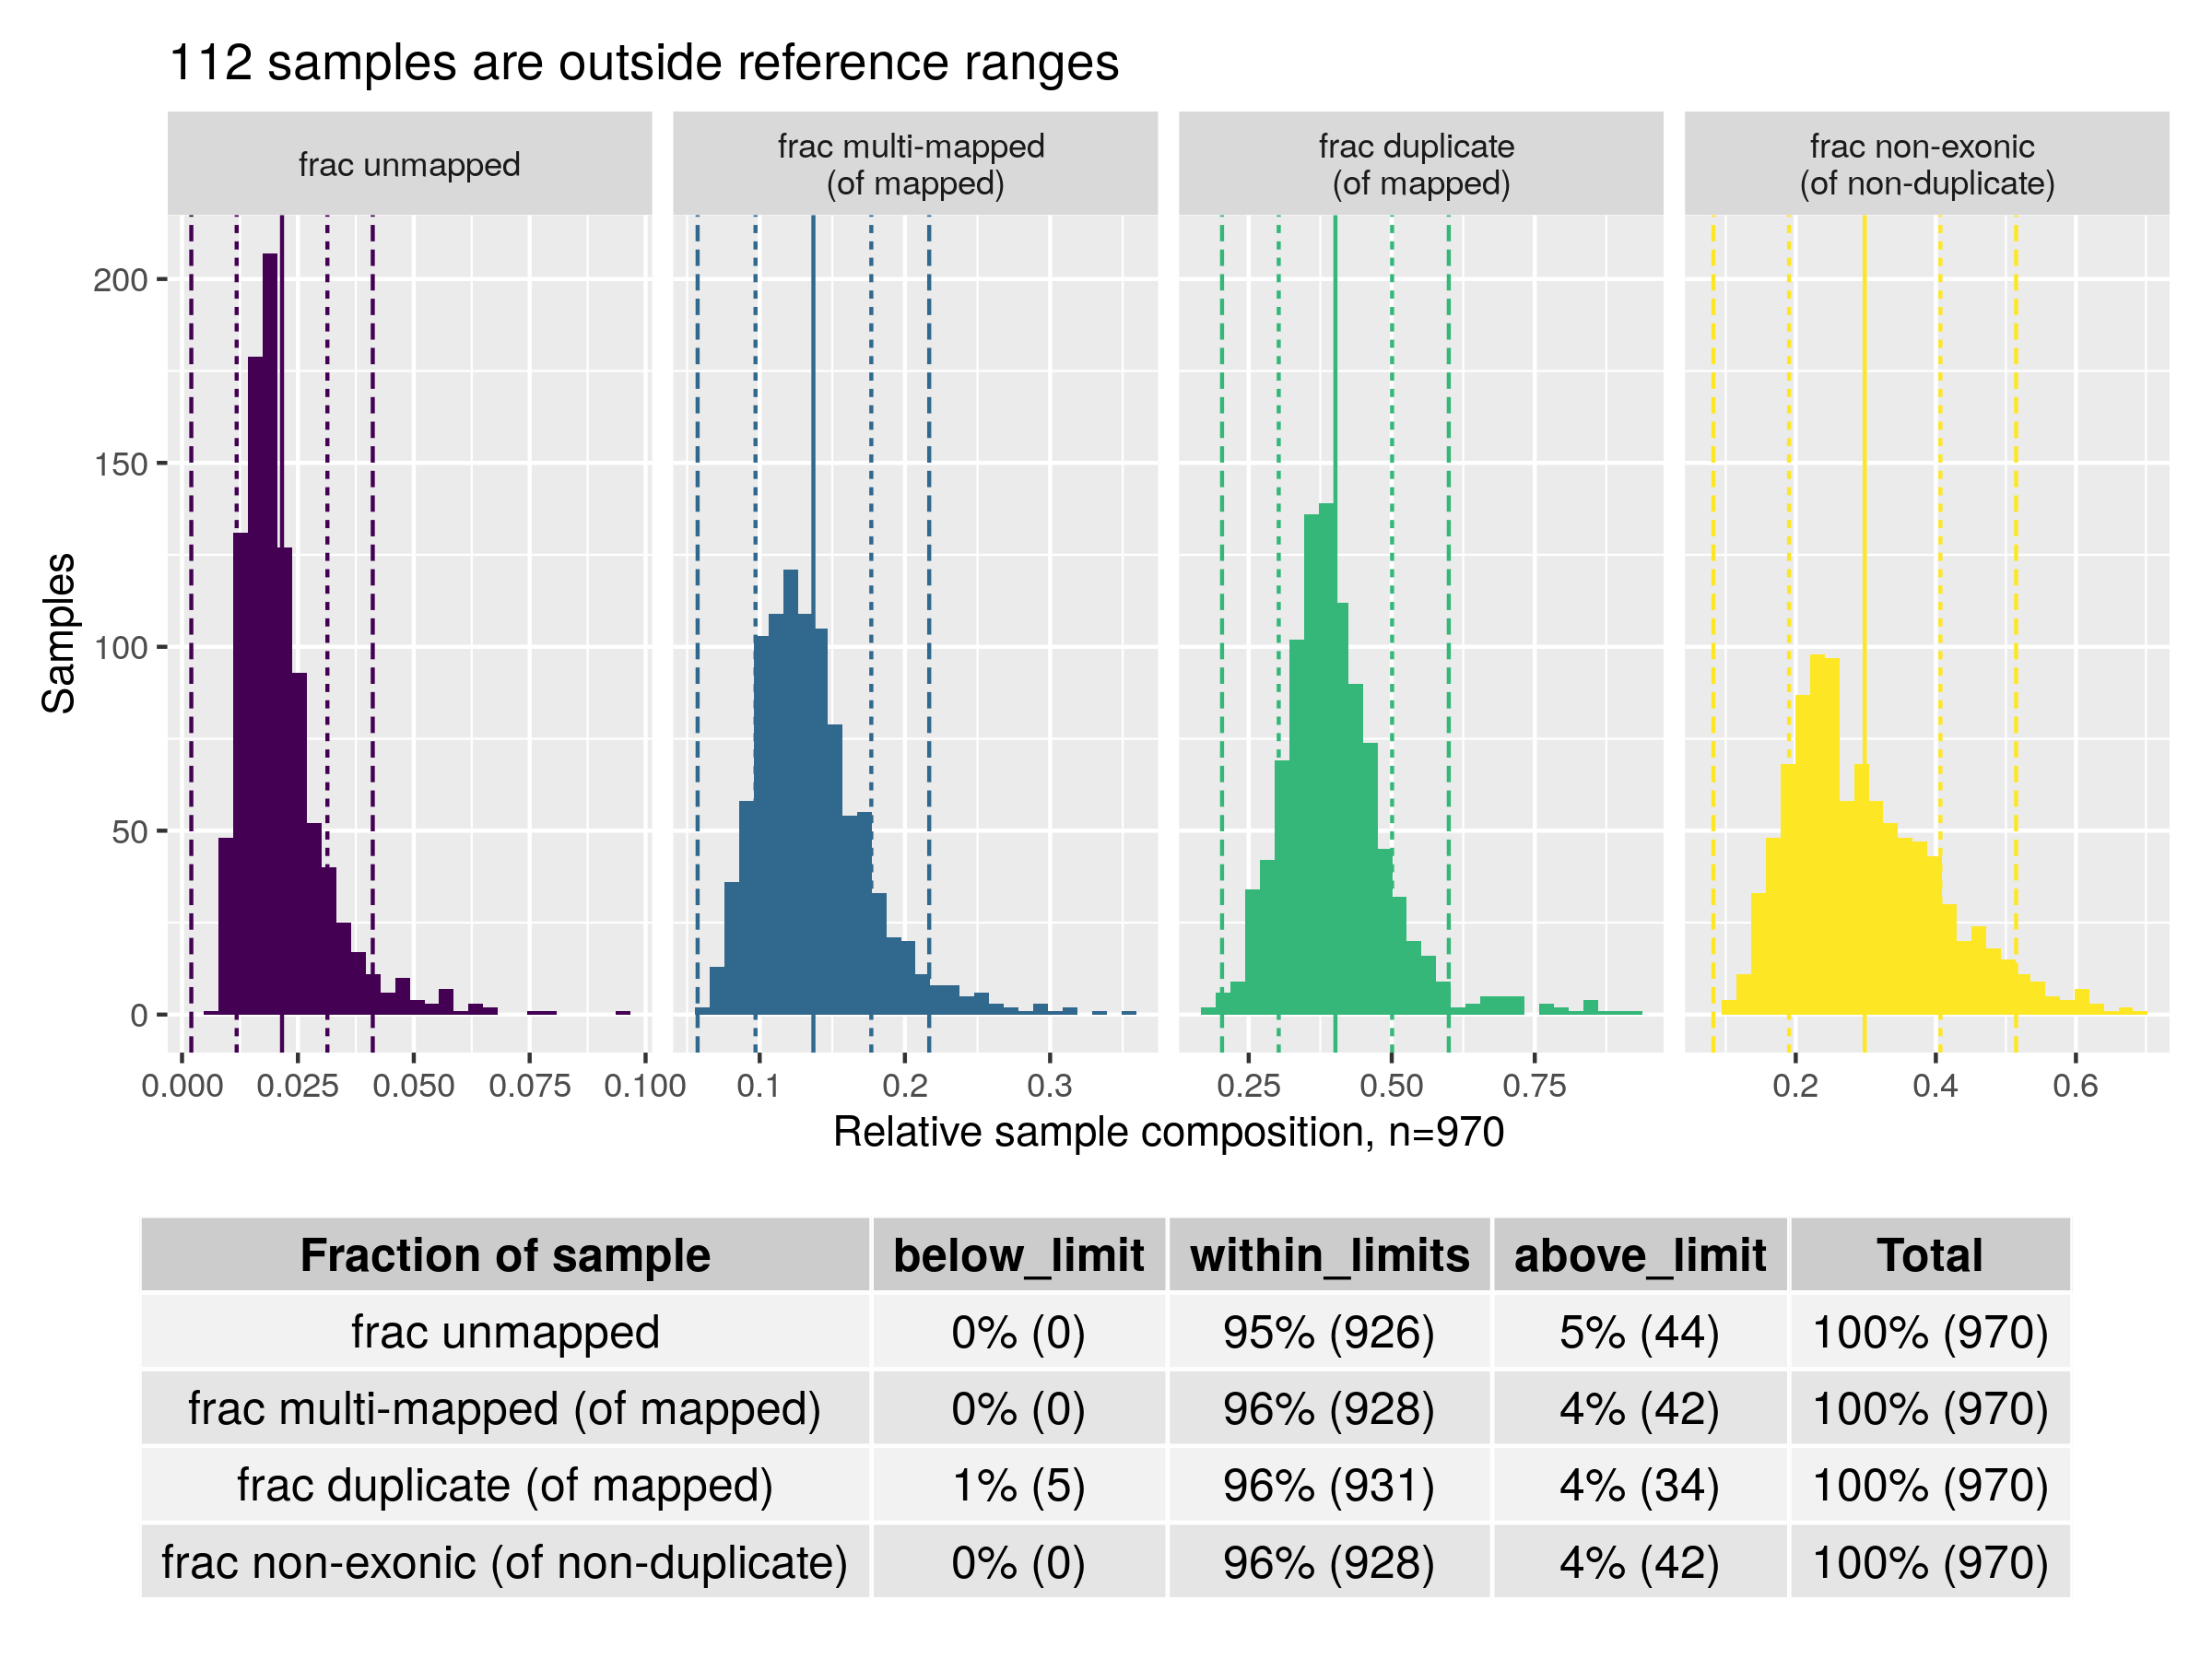 112 samples are outside reference ranges
frac unmapped
frac multi-mapped
(of mapped)
frac duplicate
(of mapped)
frac non-exonic
(of non-duplicate)
Samples
200
150
100
50
0
0.000 0.025 0.050 0.075 0.100
0.1 0.2 0.3
0.25 0.50 0.75
0.2 0.4 0.6
Relative sample composition, n=970
Fraction of sample below_limit within_limits above_limit Total
frac unmapped 0% (0) 95% (926) 5% (44) 100% (970)
frac multi-mapped (of mapped) 0% (0) 96% (928) 4% (42) 100% (970)
frac duplicate (of mapped) 1% (5) 96% (931) 4% (34) 100% (970)
frac non-exonic (of non-duplicate) 0% (0) 96% (928) 4% (42) 100% (970)